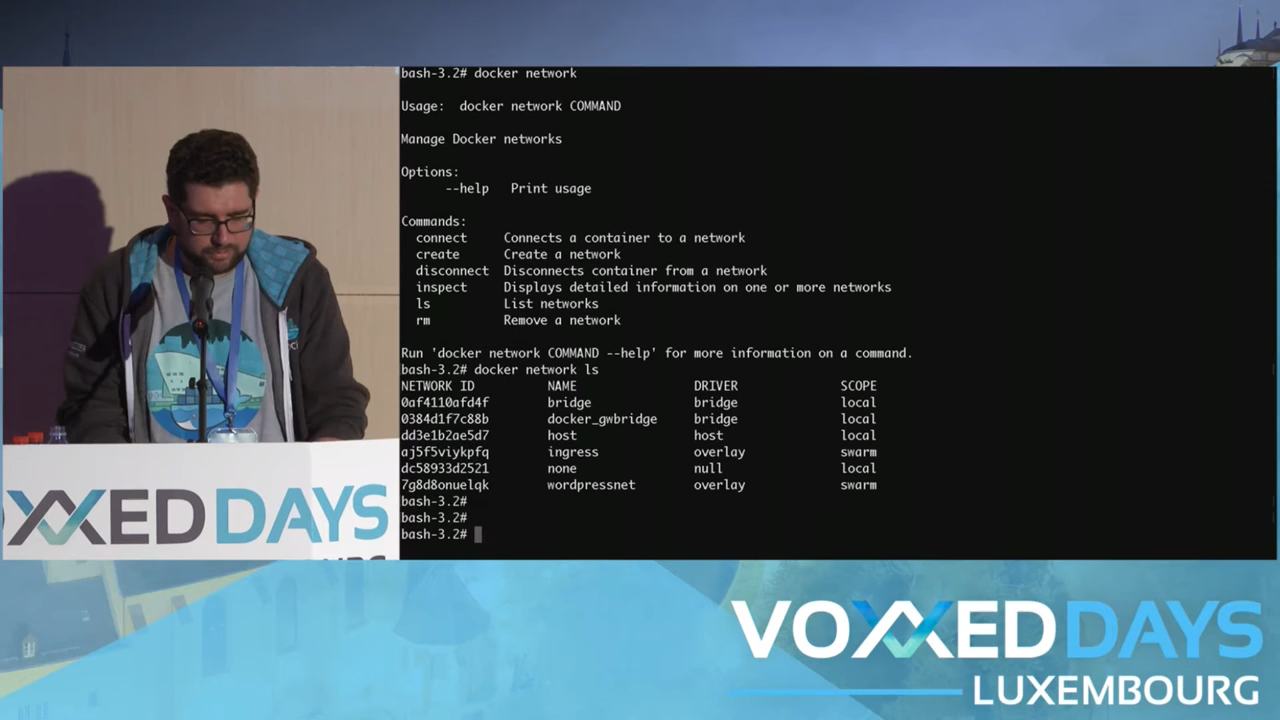 bash-3.2# docker network
Usage:  docker network COMMAND
Manage Docker networks
Options:
      --help   Print usage
Commands:
  connect     Connects a container to a network
  create      Create a network
  disconnect  Disconnects container from a network
  inspect     Displays detailed information on one or more networks
  ls          List networks
  rm          Remove a network
Run 'docker network COMMAND --help' for more information on a command.
bash-3.2# docker network ls
NETWORK ID          NAME                DRIVER              SCOPE
0af4110afd4f        bridge              bridge              local
0384d1f7c88b        docker_gwbridge     bridge              local
dd3e1b2ae5d7        host                host                local
aj5f5viykpfq        ingress             overlay             swarm
dc58933d2521        none                null                local
7g8d8onuelqk        wordpressnet        overlay             swarm
bash-3.2#
bash-3.2#
bash-3.2#
VOXXED DAYS
VOXXED DAYS
LUXEMBOURG